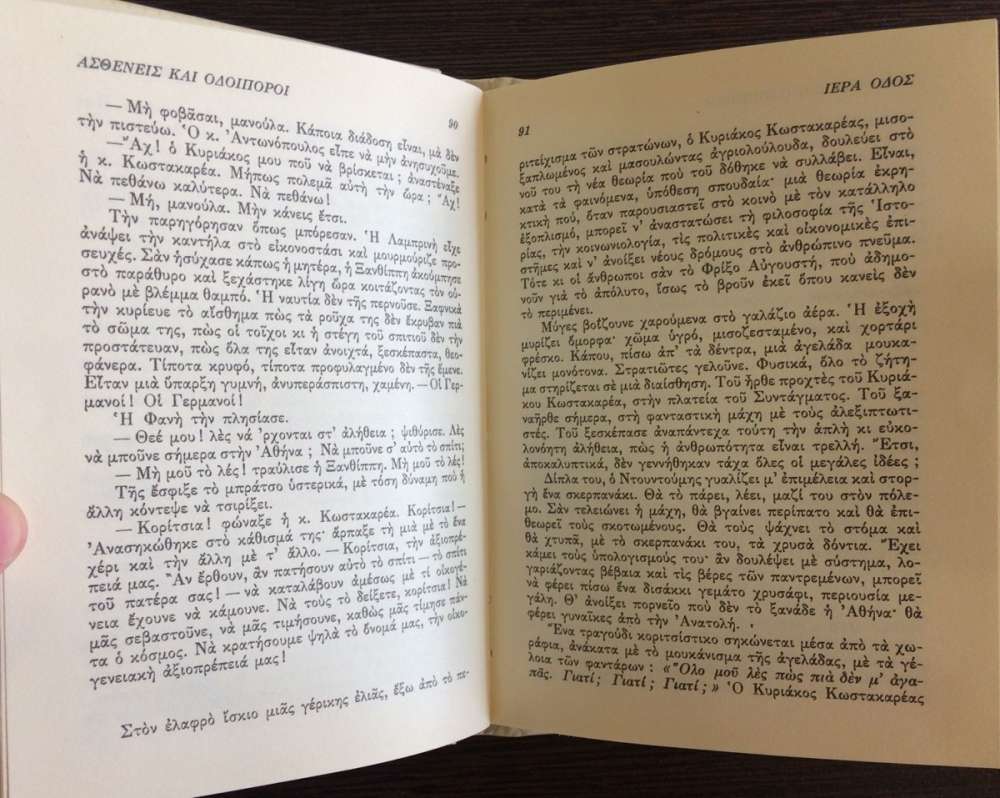 ΑΣΘΕΝΕΙΣ ΚΑΙ ΟΔΟΙΠΟΡΟΙ
90
— Μὴ φοβᾶσαι, μανούλα. Κάποια διάδοση εἶναι, μὰ δὲν
τὴν πιστεύω. Ὁ κ. Ἀντωνόπουλος εἶπε νὰ μὴν ἀνησυχοῦμε.
—Ἄχ! ὁ Κυριάκος μου ποῦ νὰ βρίσκεται; ἀναστέναξε
ἡ κ. Κωστακαρέα. Μήπως πολεμᾶ αὐτὴ τὴν ὥρα; Ἄχ!
Νὰ πεθάνω καλύτερα. Νὰ πεθάνω!
— Μή, μανούλα. Μὴν κάνεις ἔτσι.
Τὴν παρηγόρησαν ὅπως μπόρεσαν. Ἡ Λαμπρινὴ εἶχε
ἀνάψει τὴν καντήλα στὸ εἰκονοστάσι καὶ μουρμούριζε προ-
σευχές. Σὰν ἡσύχασε κάπως ἡ μητέρα, ἡ Ξανθίππη ἀκούμπησε
στὸ παράθυρο καὶ ξεχάστηκε λίγη ὥρα κοιτάζοντας τὸν οὐ-
ρανὸ μὲ βλέμμα θαμπό. Ἡ ναυτία δὲν τῆς περνοῦσε. Ξαφνικὰ
τὴν κυρίευε τὸ αἴσθημα πὼς τὰ ροῦχα της δὲν ἔκρυβαν πιὰ
τὸ σῶμα της, πὼς οἱ τοῖχοι κι ἡ στέγη τοῦ σπιτιοῦ δὲν τὴν
προστάτευαν, πὼς ὅλα της εἶταν ἀνοιχτά, ξεσκέπαστα, θεο-
φάνερα. Τίποτα κρυφό, τίποτα προφυλαγμένο δὲν τῆς ἔμενε.
Εἶταν μιὰ ὕπαρξη γυμνή, ἀνυπεράσπιστη, χαμένη. — Οἱ Γερ-
μανοί! Οἱ Γερμανοί!
Ἡ Φανὴ τὴν πλησίασε.
— Θεέ μου! λὲς νὰ 'ρχονται στ' ἀλήθεια; ψιθύρισε. Λὲς
νὰ μποῦνε σήμερα στὴν Ἀθήνα; Νὰ μποῦνε σ' αὐτὸ τὸ σπίτι;
— Μὴ μοῦ τὸ λές! τραύλισε ἡ Ξανθίππη. Μὴ μοῦ τὸ λές!
Τῆς ἔσφιξε τὸ μπράτσο ὑστερικά, μὲ τόση δύναμη ποὺ ἡ
ἄλλη κόντεψε νὰ τσιρίξει.
— Κορίτσια! φώναξε ἡ κ. Κωστακαρέα. Κορίτσια! —
Ἀνασηκώθηκε στὸ κάθισμά της· ἅρπαξε τὴ μιὰ μὲ τὸ ἕνα
χέρι καὶ τὴν ἄλλη μὲ τ' ἄλλο. — Κορίτσια, τὴν ἀξιοπρέ-
πειά μας. Ἂν ἔρθουν, ἂν πατήσουν αὐτὸ τὸ σπίτι — τὸ σπίτι
τοῦ πατέρα σας! — νὰ καταλάβουν ἀμέσως μὲ τί οἰκογέ-
νεια ἔχουνε νὰ κάμουνε. Νὰ τοὺς τὸ δείξετε, κορίτσια! Νὰ
μᾶς σεβαστοῦνε, νὰ μᾶς τιμήσουνε, καθὼς μᾶς τίμησε πάν-
τα ὁ κόσμος. Νὰ κρατήσουμε ψηλὰ τὸ ὄνομά μας, τὴν οἰκο-
γενειακὴ ἀξιοπρέπειά μας!
Στὸν ἐλαφρὸ ἴσκιο μιᾶς γέρικης ἐλιᾶς, ἔξω ἀπὸ τὸ πα-
ΙΕΡΑ ΟΔΟΣ
91
ριτείχισμα τῶν στρατώνων, ὁ Κυριάκος Κωστακαρέας, μισο-
ξαπλωμένος καὶ μασουλώντας ἀγριολούλουδα, δουλεύει στὸ
νοῦ του τὴ νέα θεωρία ποὺ τοῦ δόθηκε νὰ συλλάβει. Εἶναι,
κατὰ τὰ φαινόμενα, ὑπόθεση σπουδαία· μιὰ θεωρία ἐκρη-
κτικὴ πού, ὅταν παρουσιαστεῖ στὸ κοινὸ μὲ τὸν κατάλληλο
ἐξοπλισμό, μπορεῖ ν' ἀναστατώσει τὴ φιλοσοφία τῆς Ἱστο-
ρίας, τὴν κοινωνιολογία, τὶς πολιτικὲς καὶ οἰκονομικὲς ἐπι-
στῆμες καὶ ν' ἀνοίξει νέους δρόμους στὸ ἀνθρώπινο πνεῦμα.
Τότε κι οἱ ἄνθρωποι σὰν τὸ Φρίξο Αὐγουστή, ποὺ ἀδημο-
νοῦν γιὰ τὸ ἀπόλυτο, ἴσως τὸ βροῦν ἐκεῖ ὅπου κανεὶς δὲν
τὸ περιμένει.
Μύγες βοΐζουνε χαρούμενα στὸ γαλάζιο ἀέρα. Ἡ ἐξοχὴ
μυρίζει ὄμορφα· χῶμα ὑγρό, μισοζεσταμένο, καὶ χορτάρι
φρέσκο. Κάπου, πίσω ἀπ' τὰ δέντρα, μιὰ ἀγελάδα μουκα-
νίζει μονότονα. Στρατιῶτες γελοῦνε. Φυσικά, ὅλο τὸ ζήτη-
μα στηρίζεται σὲ μιὰ διαίσθηση. Τοῦ ἦρθε προχτὲς τοῦ Κυριά-
κου Κωστακαρέα, στὴν πλατεία τοῦ Συντάγματος. Τοῦ ξα-
ναῆρθε σήμερα, στὴ φανταστικὴ μάχη μὲ τοὺς ἀλεξιπτωτι-
στές. Τοῦ ξεσκέπασε ἀναπάντεχα τούτη τὴν ἁπλὴ κι εὐκο-
λονόητη ἀλήθεια, πὼς ἡ ἀνθρωπότητα εἶναι τρελλή. Ἔτσι,
ἀποκαλυπτικά, δὲν γεννήθηκαν τάχα ὅλες οἱ μεγάλες ἰδέες;
Δίπλα του, ὁ Ντουντούμης γυαλίζει μ' ἐπιμέλεια καὶ στορ-
γὴ ἕνα σκερπανάκι. Θὰ τὸ πάρει, λέει, μαζί του στὸν πόλε-
μο. Σὰν τελειώνει ἡ μάχη, θὰ βγαίνει περίπατο καὶ θὰ ἐπι-
θεωρεῖ τοὺς σκοτωμένους. Θὰ τοὺς ψάχνει τὸ στόμα καὶ
θὰ χτυπᾶ, μὲ τὸ σκερπανάκι του, τὰ χρυσὰ δόντια. Ἔχει
κάμει τοὺς ὑπολογισμούς του· ἂν δουλέψει μὲ σύστημα, λο-
γαριάζοντας βέβαια καὶ τὶς βέρες τῶν παντρεμένων, μπορεῖ
νὰ φέρει πίσω ἕνα δισάκκι γεμάτο χρυσάφι, περιουσία με-
γάλη. Θ' ἀνοίξει πορνεῖο ποὺ δὲν τὸ ξανάδε ἡ Ἀθήνα· θὰ
φέρει γυναῖκες ἀπὸ τὴν Ἀνατολή.
Ἕνα τραγούδι κοριτσίστικο σηκώνεται μέσα ἀπὸ τὰ χω-
ράφια, ἀνάκατα μὲ τὸ μουκάνισμα τῆς ἀγελάδας, μὲ τὰ γέ-
λοια τῶν φαντάρων: «Ὅλο μοῦ λὲς πὼς πιὰ δὲν μ' ἀγα-
πᾶς. Γιατί; Γιατί; Γιατί;» Ὁ Κυριάκος Κωστακαρέας